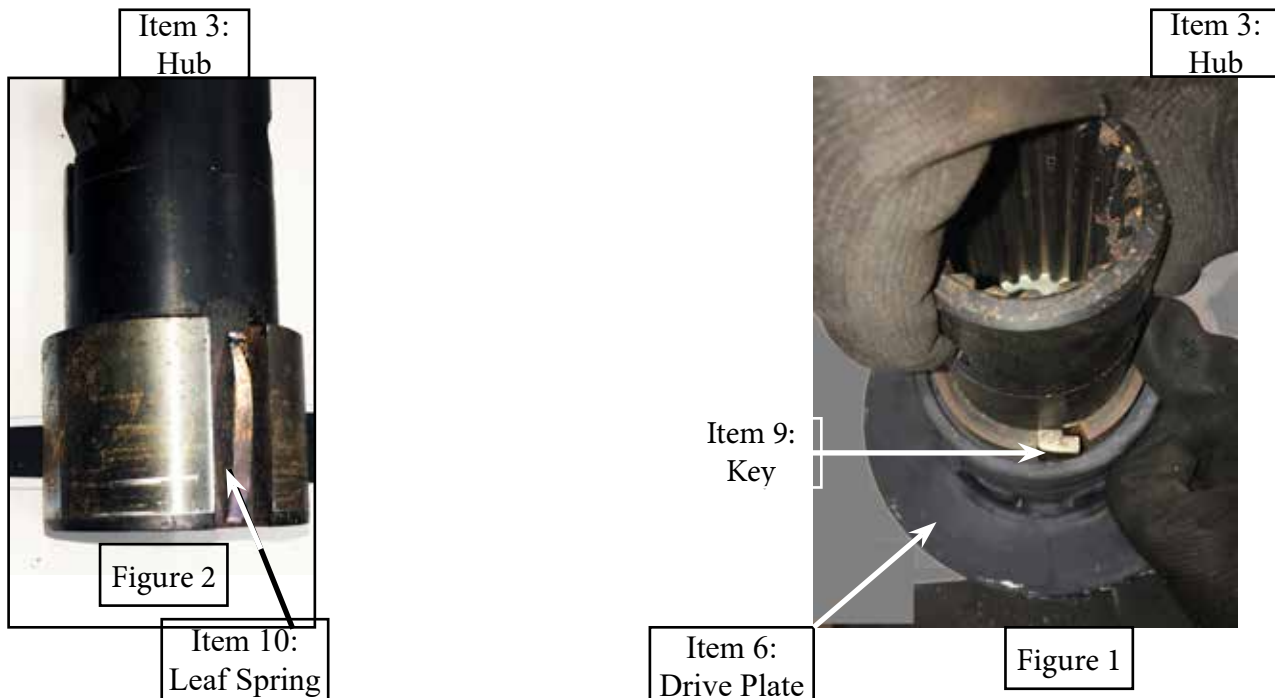 Item 3:
Hub
Figure 2
Item 10:
Leaf Spring
Item 3:
Hub
Item 9:
Key
Item 6:
Drive Plate
Figure 1